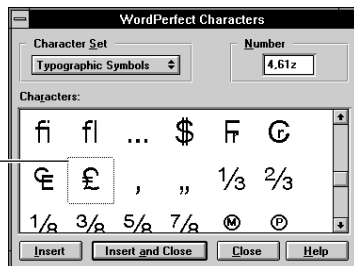 WordPerfect Characters
Character Set
Number
Typographic Symbols
4,61z
Characters:
fi fl ... $ ₣ ₢
₠ £ ‚ „ 1/3 2/3
1/8 3/8 5/8 7/8 Ⓜ Ⓟ
Insert Insert and Close Close Help